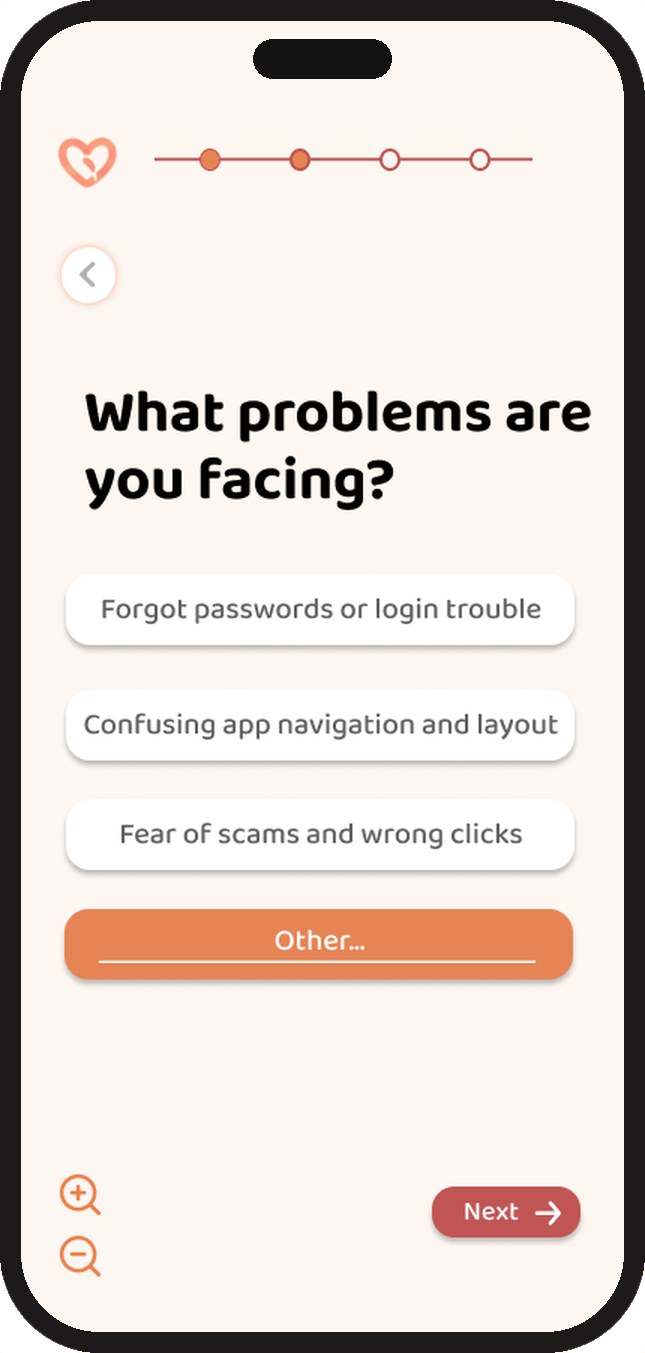 What problems are
you facing?
Forgot passwords or login trouble
Confusing app navigation and layout
Fear of scams and wrong clicks
Other...
Next